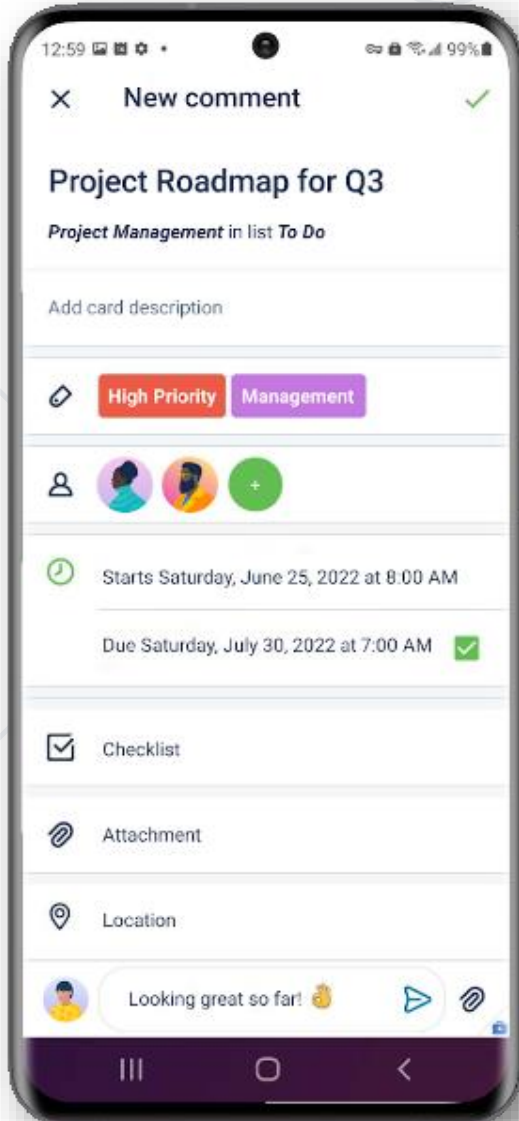 12:59 99%
New comment
Project Roadmap for Q3
Project Management in list To Do
Add card description
High Priority Management
+
Starts Saturday, June 25, 2022 at 8:00 AM
Due Saturday, July 30, 2022 at 7:00 AM
Checklist
Attachment
Location
Looking great so far! 👌